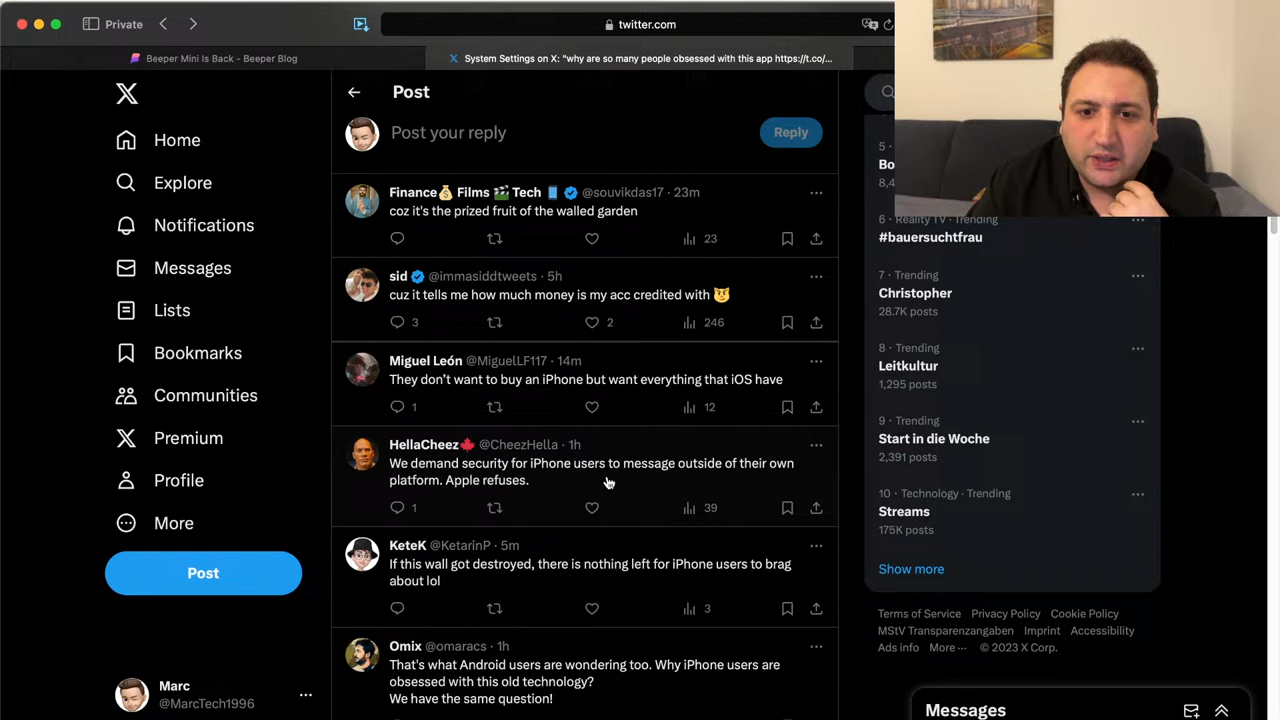 Private
twitter.com
Beeper Mini Is Back - Beeper Blog
System Settings on X: "why are so many people obsessed with this app https://t.co/...
Home
Explore
Notifications
Messages
Lists
Bookmarks
Communities
Premium
Profile
More
Post
Marc
@MarcTech1996
Post
Post your reply
Reply
Finance💰 Films 🎬 Tech 📱 @souvikdas17 · 23m
coz it's the prized fruit of the walled garden
23
sid @immasiddtweets · 5h
cuz it tells me how much money is my acc credited with 😼
3 2 246
Miguel León @MiguelLF117 · 14m
They don't want to buy an iPhone but want everything that iOS have
1 12
HellaCheez🍁 @CheezHella · 1h
We demand security for iPhone users to message outside of their own
platform. Apple refuses.
1 39
KeteK @KetarinP · 5m
If this wall got destroyed, there is nothing left for iPhone users to brag
about lol
3
Omix @omaracs · 1h
That's what Android users are wondering too. Why iPhone users are
obsessed with this old technology?
We have the same question!
5 ·
Bo
8,4
6 · Reality TV · Trending
#bauersuchtfrau
7 · Trending
Christopher
28.7K posts
8 · Trending
Leitkultur
1,295 posts
9 · Trending
Start in die Woche
2,391 posts
10 · Technology · Trending
Streams
175K posts
Show more
Terms of Service Privacy Policy Cookie Policy
MStV Transparenzangaben Imprint Accessibility
Ads info More ··· © 2023 X Corp.
Messages